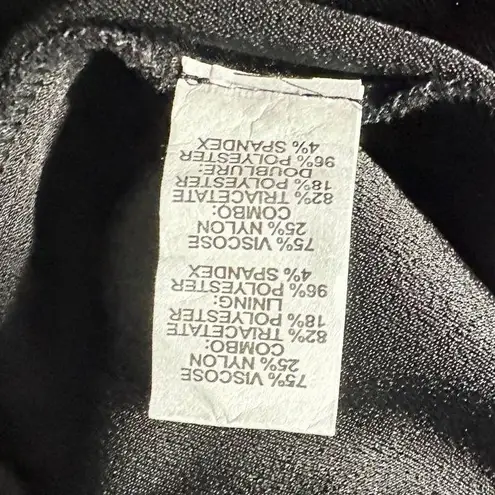 75% VISCOSE
25% NYLON
COMBO:
82% TRIACETATE
18% POLYESTER
LINING:
96% POLYESTER
4% SPANDEX
75% VISCOSE
25% NYLON
COMBO:
82% TRIACETATE
18% POLYESTER
DOUBLURE:
96% POLYESTER
4% SPANDEX